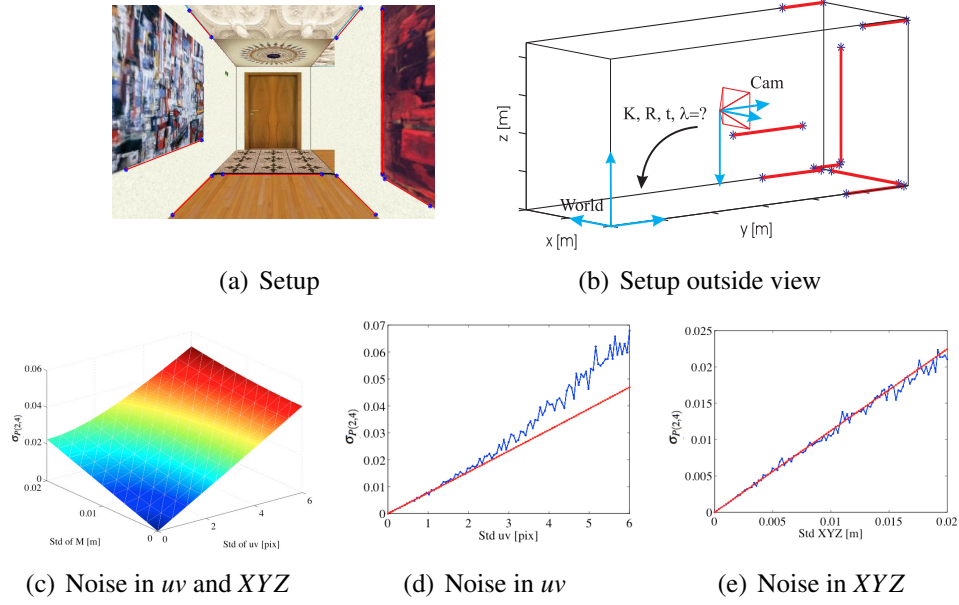 Cam
K, R, t, λ=?
World
z [m]
x [m]
y [m]
(a) Setup
(b) Setup outside view
0.06
0.04
0.02
0
σP(2,4)
0.02
0.01
0
Std of M [m]
0
2
4
6
Std of uv [pix]
0.07
0.06
0.05
0.04
0.03
0.02
0.01
0
σP(2,4)
0
1
2
3
4
5
6
Std uv [pix]
0.025
0.02
0.015
0.01
0.005
0
σP(2,4)
0
0.005
0.01
0.015
0.02
Std XYZ [m]
(c) Noise in uv and XYZ
(d) Noise in uv
(e) Noise in XYZ